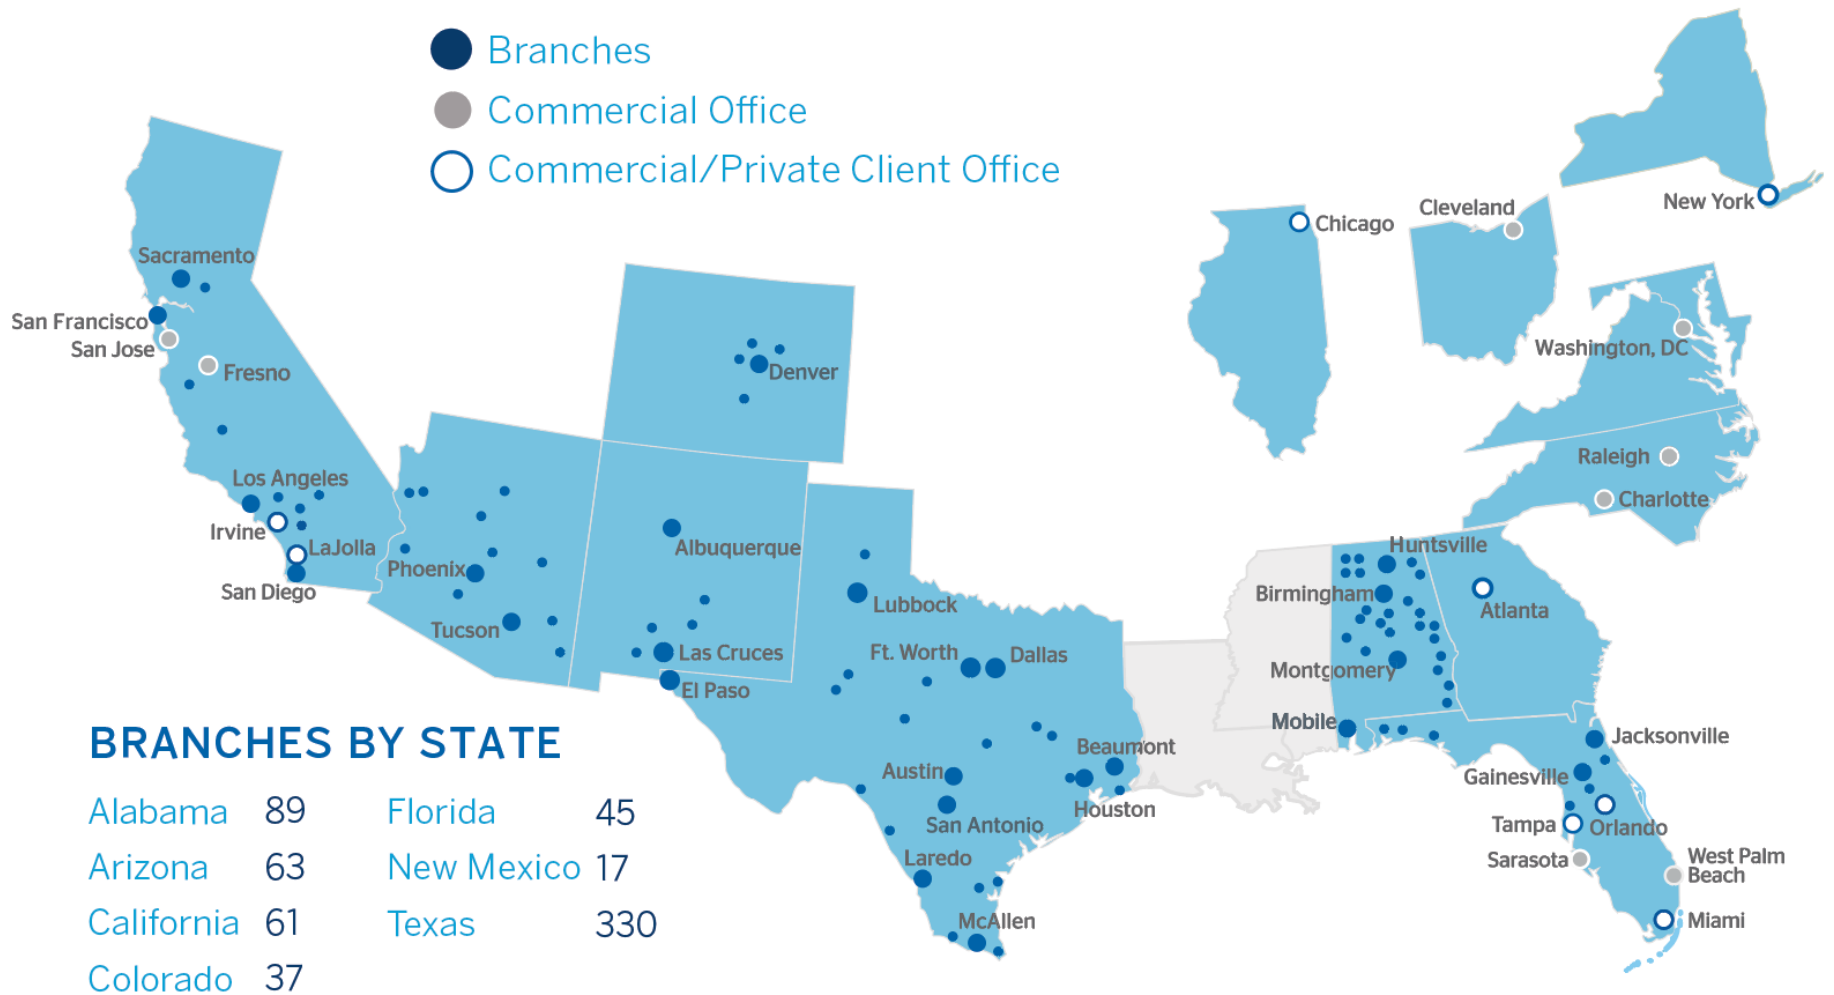 Branches
Commercial Office
Commercial/Private Client Office
New York
Cleveland
Chicago
Sacramento
San Francisco
San Jose
Fresno
Washington, DC
Denver
Raleigh
Charlotte
Los Angeles
Irvine
LaJolla
San Diego
Phoenix
Tucson
Albuquerque
Las Cruces
El Paso
Lubbock
Ft. Worth
Dallas
Huntsville
Birmingham
Atlanta
Montgomery
Mobile
Jacksonville
Gainesville
Beaumont
Austin
Houston
San Antonio
Tampa
Orlando
Sarasota
West Palm
Beach
Laredo
McAllen
Miami
BRANCHES BY STATE
Alabama 89
Arizona 63
California 61
Colorado 37
Florida 45
New Mexico 17
Texas 330